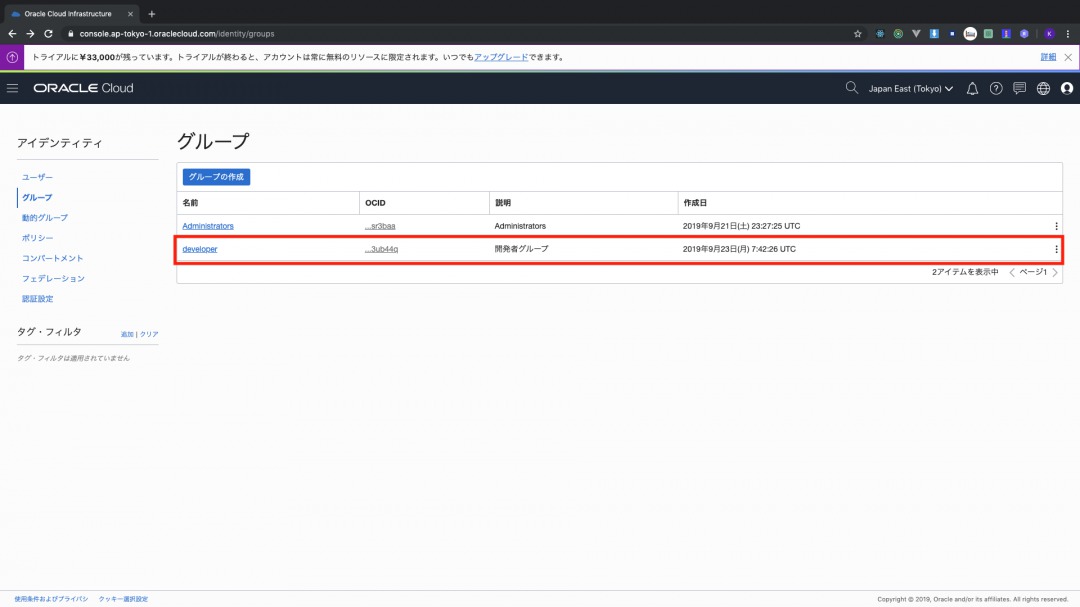 Oracle Cloud Infrastructure
console.ap-tokyo-1.oraclecloud.com/identity/groups
トライアルに¥33,000が残っています。トライアルが終わると、アカウントは常に無料のリソースに限定されます。いつでもアップグレードできます。 詳細
ORACLE Cloud
Japan East (Tokyo)
アイデンティティ
ユーザー
グループ
動的グループ
ポリシー
コンパートメント
フェデレーション
認証設定
タグ・フィルタ 追加 | クリア
タグ・フィルタは適用されていません
グループ
グループの作成
名前 OCID 説明 作成日
Administrators ...sr3baa Administrators 2019年9月21日(土) 23:27:25 UTC
developer ...3ub44q 開発者グループ 2019年9月23日(月) 7:42:26 UTC
2アイテムを表示中 ページ1
使用条件およびプライバシ クッキー選択設定
Copyright © 2019, Oracle and/or its affiliates. All rights reserved.